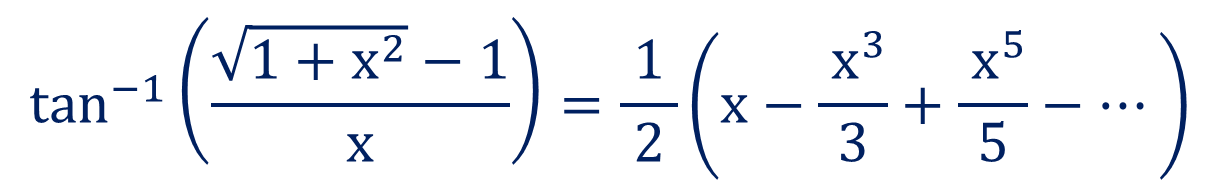 tan⁻¹((√(1 + x²) − 1)/x) = 1/2 (x − x³/3 + x⁵/5 − ⋯)